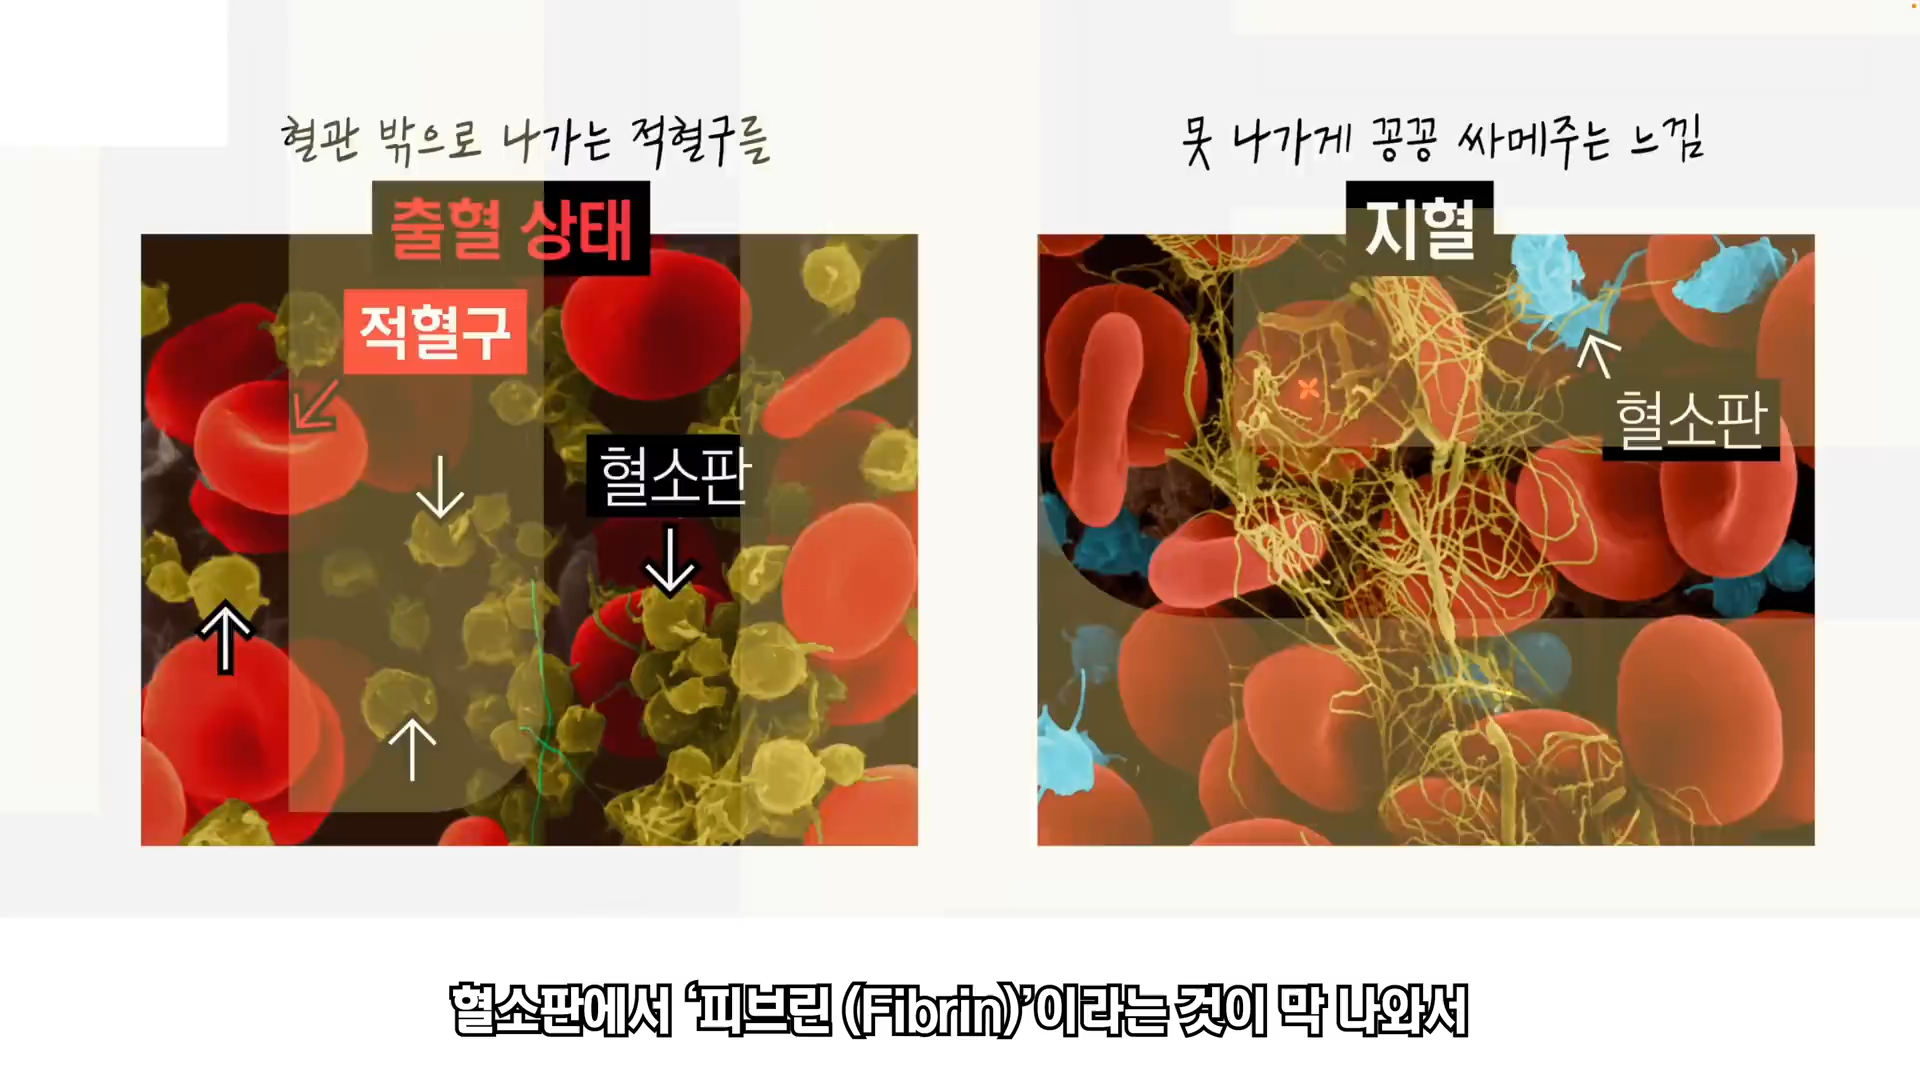 혈관 밖으로 나가는 적혈구를
출혈 상태
적혈구
혈소판
못 나가게 꽁꽁 싸메주는 느낌
지혈
혈소판
혈소판에서 ‘피브린 (Fibrin)’이라는 것이 막 나와서